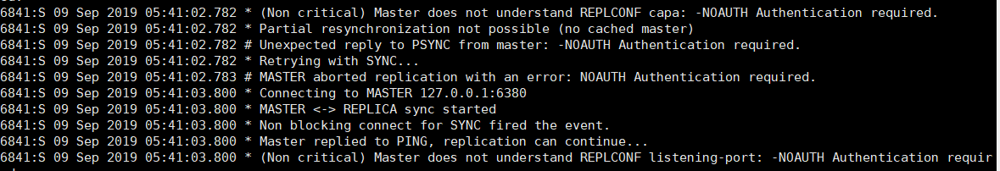 6841:S 09 Sep 2019 05:41:02.782 * (Non critical) Master does not understand REPLCONF capa: -NOAUTH Authentication required.
6841:S 09 Sep 2019 05:41:02.782 * Partial resynchronization not possible (no cached master)
6841:S 09 Sep 2019 05:41:02.782 # Unexpected reply to PSYNC from master: -NOAUTH Authentication required.
6841:S 09 Sep 2019 05:41:02.782 * Retrying with SYNC...
6841:S 09 Sep 2019 05:41:02.783 # MASTER aborted replication with an error: NOAUTH Authentication required.
6841:S 09 Sep 2019 05:41:03.800 * Connecting to MASTER 127.0.0.1:6380
6841:S 09 Sep 2019 05:41:03.800 * MASTER <-> REPLICA sync started
6841:S 09 Sep 2019 05:41:03.800 * Non blocking connect for SYNC fired the event.
6841:S 09 Sep 2019 05:41:03.800 * Master replied to PING, replication can continue...
6841:S 09 Sep 2019 05:41:03.800 * (Non critical) Master does not understand REPLCONF listening-port: -NOAUTH Authentication requir